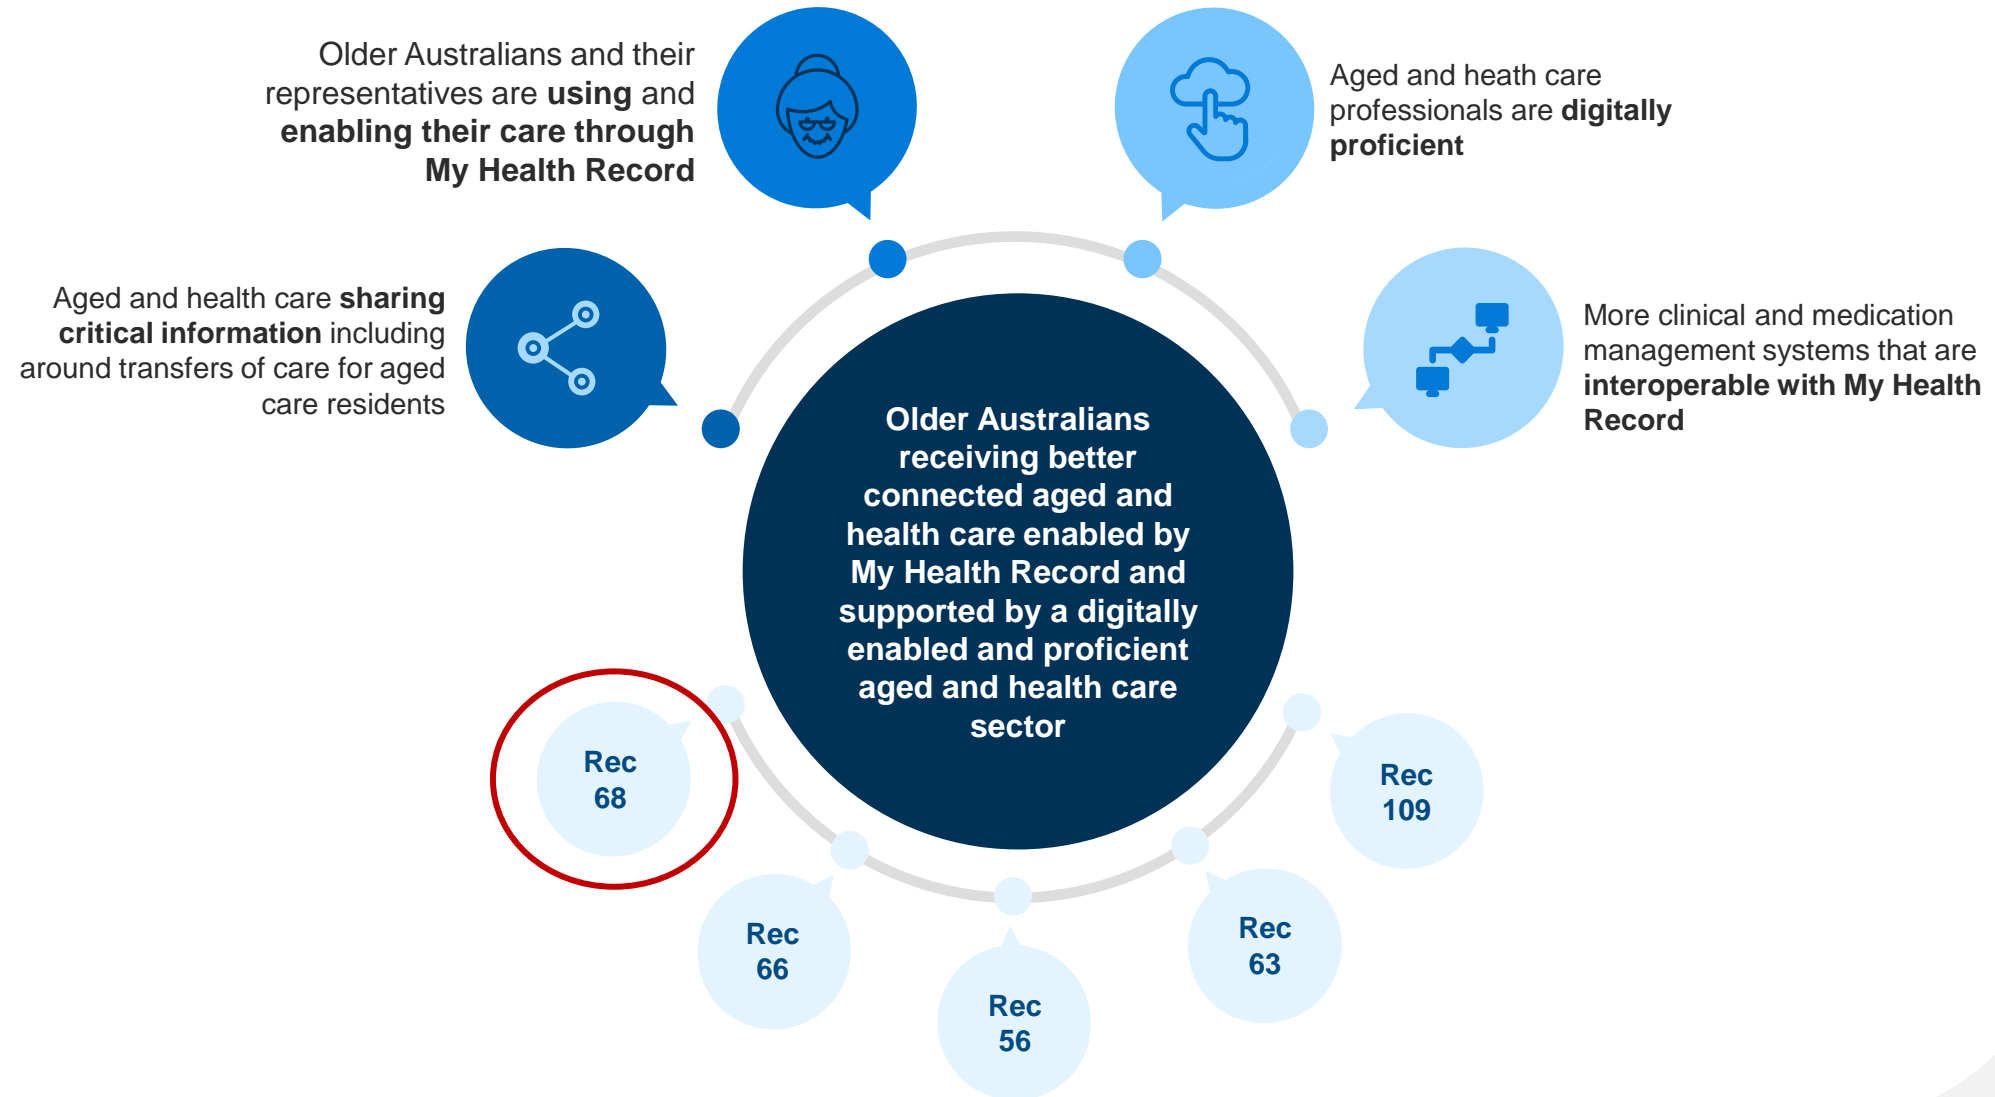 Older Australians and their
representatives are using and
enabling their care through
My Health Record
Aged and heath care
professionals are digitally
proficient
Aged and health care sharing
critical information including
around transfers of care for aged
care residents
More clinical and medication
management systems that are
interoperable with My Health
Record
Older Australians
receiving better
connected aged and
health care enabled by
My Health Record and
supported by a digitally
enabled and proficient
aged and health care
sector
Rec
68
Rec
66
Rec
56
Rec
63
Rec
109